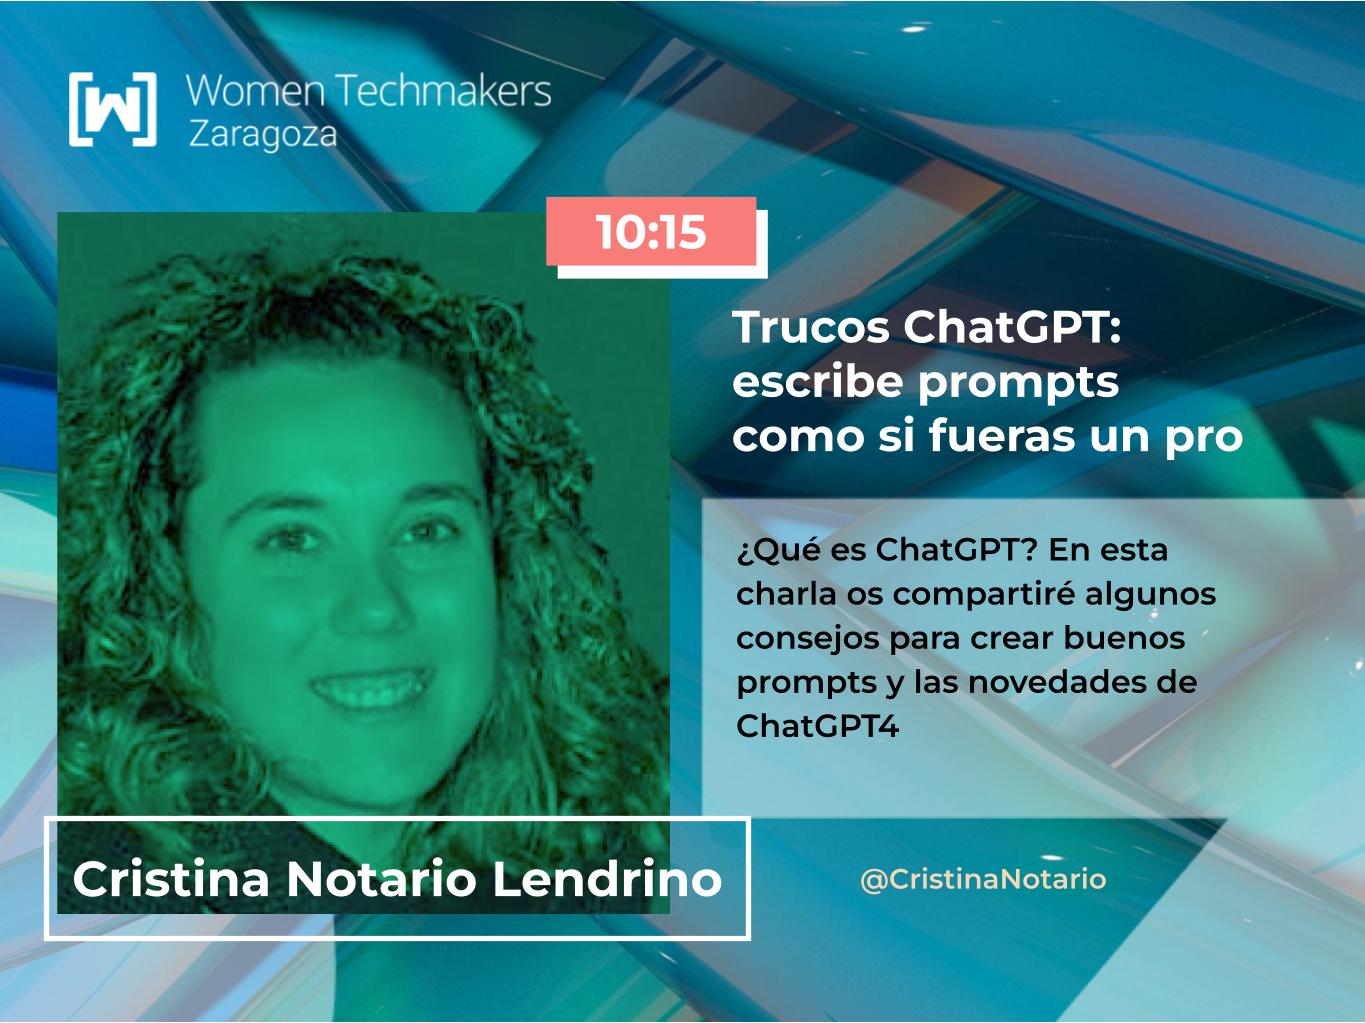 Women Techmakers
Zaragoza
10:15
Trucos ChatGPT:
escribe prompts
como si fueras un pro
¿Qué es ChatGPT? En esta
charla os compartiré algunos
consejos para crear buenos
prompts y las novedades de
ChatGPT4
Cristina Notario Lendrino
@CristinaNotario